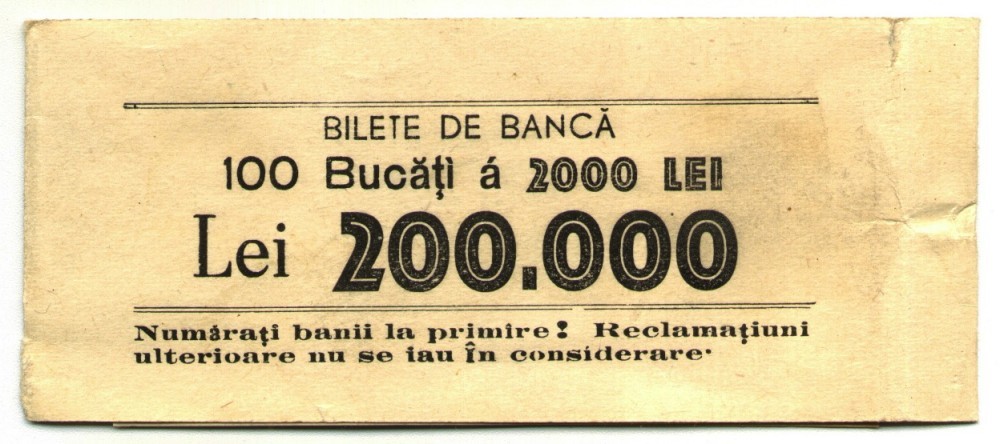 BILETE DE BANCĂ
100 Bucăţi á 2000 LEI
Lei 200.000
Număraţi banii la primire! Reclamaţiuni
ulterioare nu se iau în considerare.